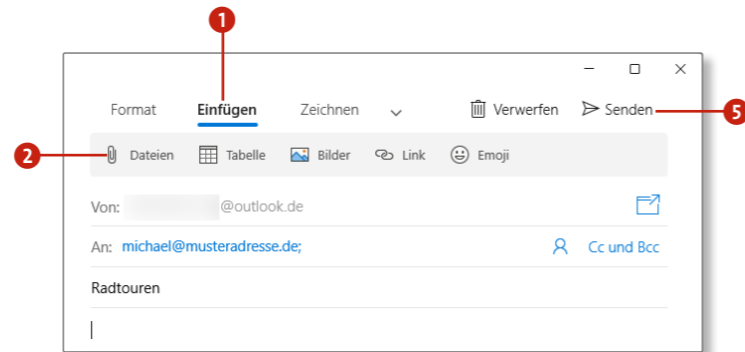 1
Format Einfügen Zeichnen Verwerfen Senden 5
2 Dateien Tabelle Bilder Link Emoji
Von: @outlook.de
An: michael@musteradresse.de; Cc und Bcc
Radtouren